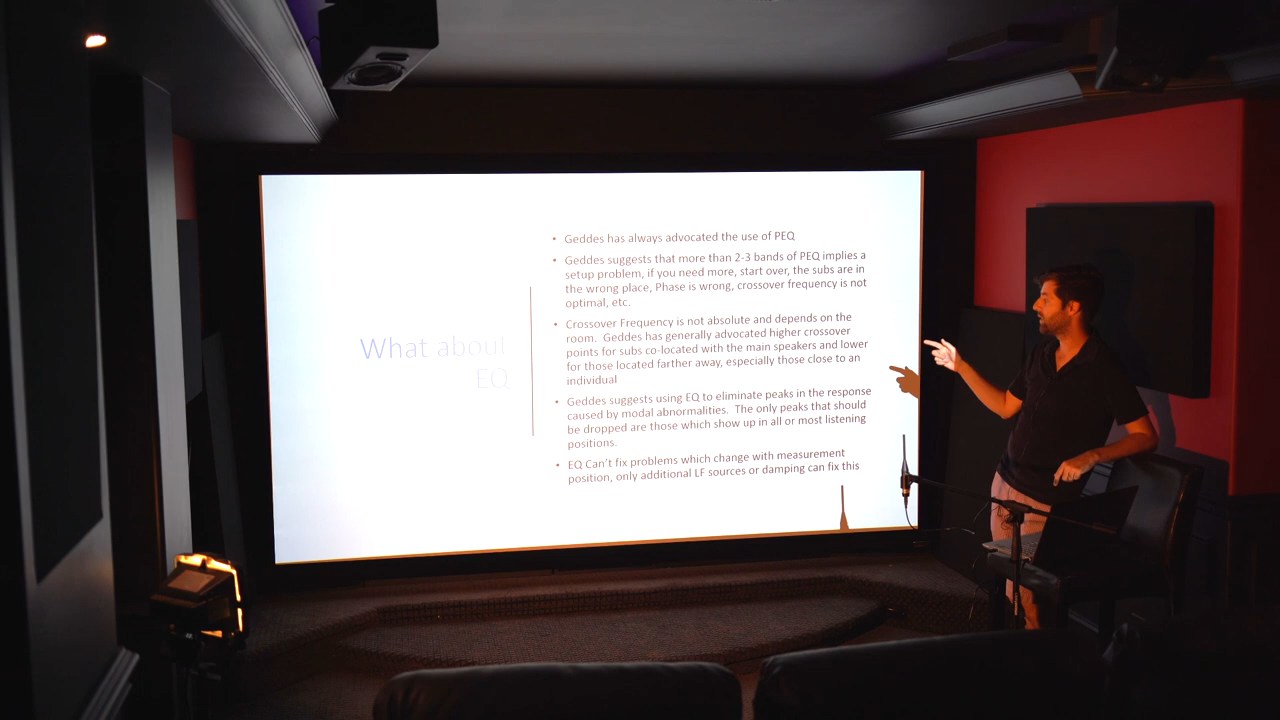 What about
EQ
• Geddes has always advocated the use of PEQ
• Geddes suggests that more than 2-3 bands of PEQ implies a
setup problem, if you need more, start over, the subs are in
the wrong place, Phase is wrong, crossover frequency is not
optimal, etc.
• Crossover Frequency is not absolute and depends on the
room. Geddes has generally advocated higher crossover
points for subs co-located with the main speakers and lower
for those located farther away, especially those close to an
individual
• Geddes suggests using EQ to eliminate peaks in the response
caused by modal abnormalities. The only peaks that should
be dropped are those which show up in all or most listening
positions.
• EQ Can't fix problems which change with measurement
position, only additional LF sources or damping can fix this